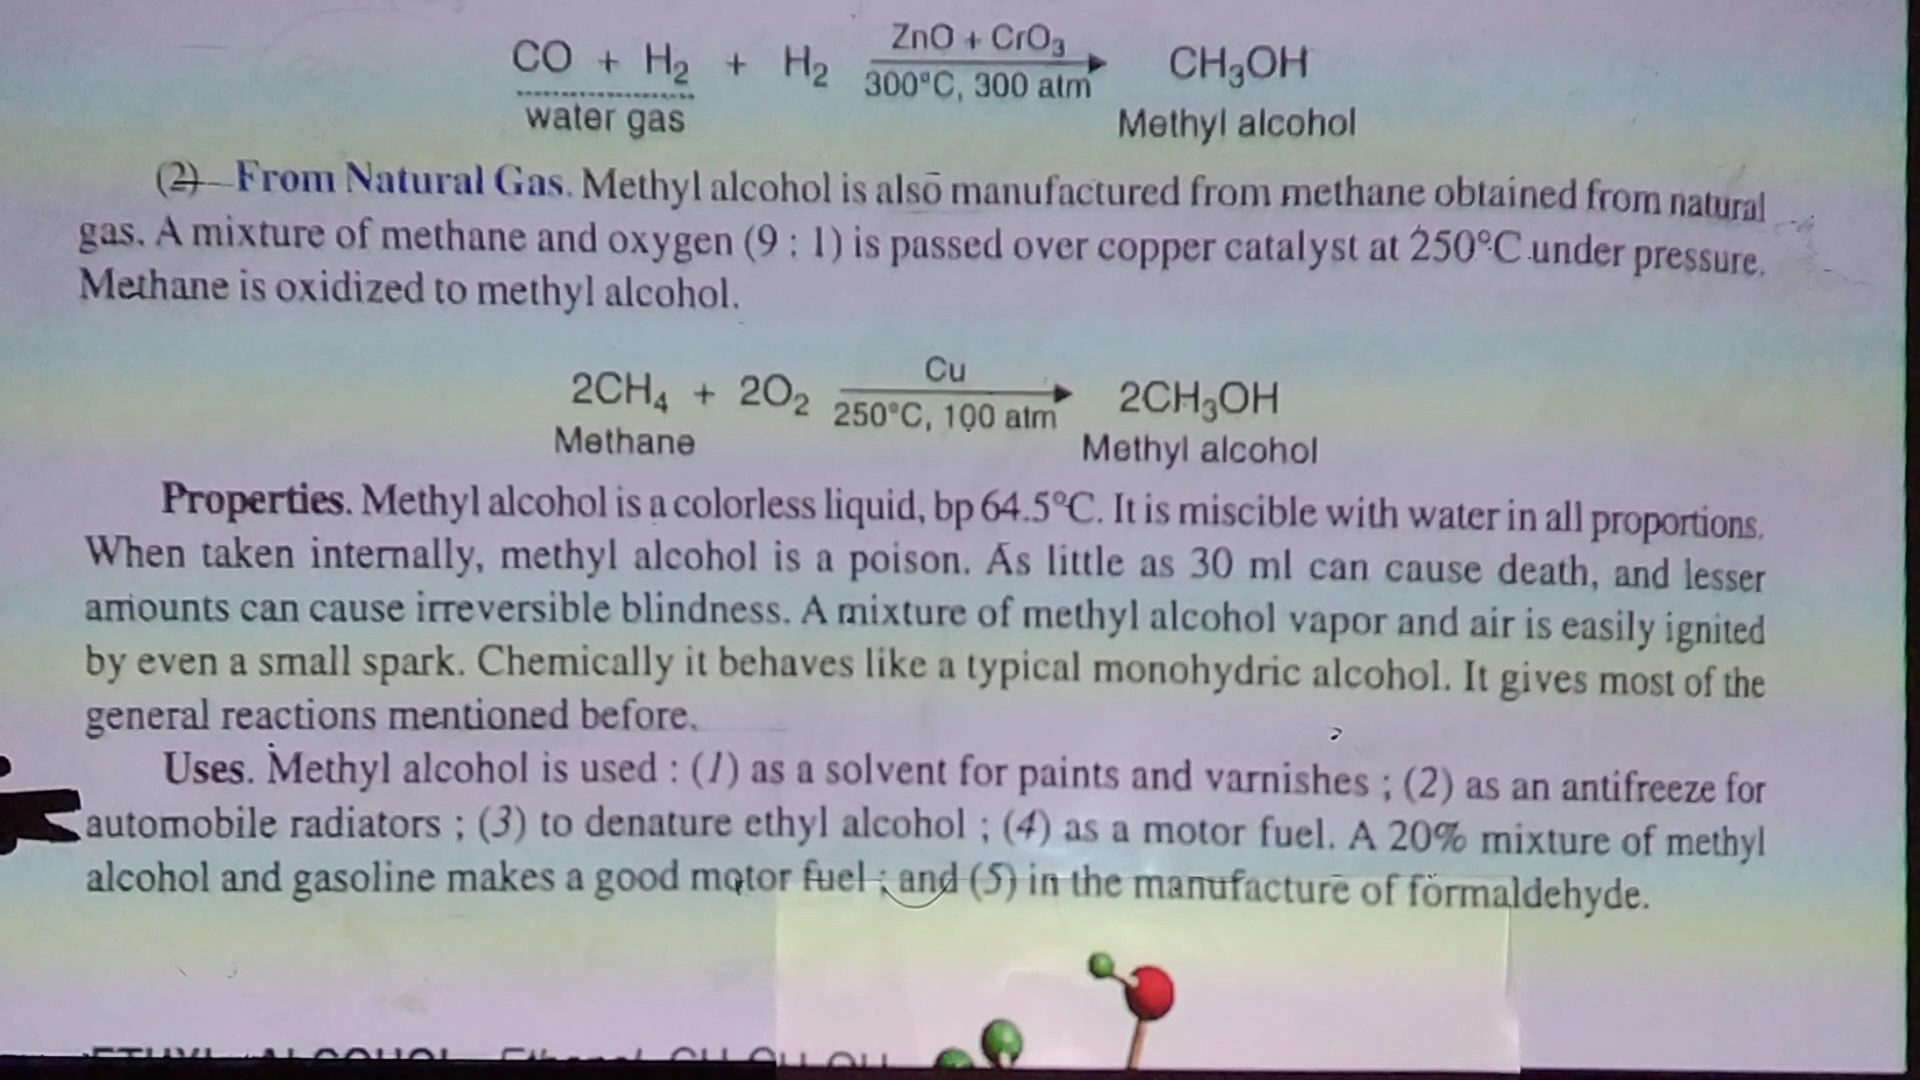 CO + H₂ + H₂ ZnO + CrO₃ 300°C, 300 atm CH₃OH
water gas Methyl alcohol
(2) From Natural Gas. Methyl alcohol is also manufactured from methane obtained from natural
gas. A mixture of methane and oxygen (9 : 1) is passed over copper catalyst at 250°C under pressure.
Methane is oxidized to methyl alcohol.
2CH₄ + 2O₂ Cu 250°C, 100 atm 2CH₃OH
Methane Methyl alcohol
Properties. Methyl alcohol is a colorless liquid, bp 64.5°C. It is miscible with water in all proportions.
When taken internally, methyl alcohol is a poison. As little as 30 ml can cause death, and lesser
amounts can cause irreversible blindness. A mixture of methyl alcohol vapor and air is easily ignited
by even a small spark. Chemically it behaves like a typical monohydric alcohol. It gives most of the
general reactions mentioned before.
Uses. Methyl alcohol is used : (1) as a solvent for paints and varnishes ; (2) as an antifreeze for
automobile radiators ; (3) to denature ethyl alcohol ; (4) as a motor fuel. A 20% mixture of methyl
alcohol and gasoline makes a good motor fuel ; and (5) in the manufacture of formaldehyde.